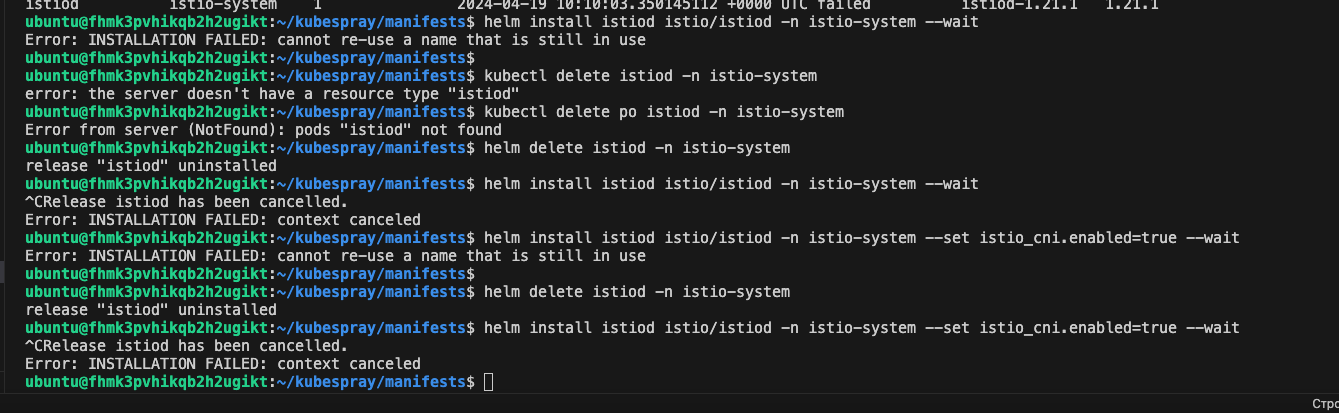 istiod istio-system 1 2024-04-19 10:10:03.350145112 +0000 UTC failed istiod-1.21.1 1.21.1
ubuntu@fhmk3pvhikqb2h2ugikt:~/kubespray/manifests$ helm install istiod istio/istiod -n istio-system --wait
Error: INSTALLATION FAILED: cannot re-use a name that is still in use
ubuntu@fhmk3pvhikqb2h2ugikt:~/kubespray/manifests$
ubuntu@fhmk3pvhikqb2h2ugikt:~/kubespray/manifests$ kubectl delete istiod -n istio-system
error: the server doesn't have a resource type "istiod"
ubuntu@fhmk3pvhikqb2h2ugikt:~/kubespray/manifests$ kubectl delete po istiod -n istio-system
Error from server (NotFound): pods "istiod" not found
ubuntu@fhmk3pvhikqb2h2ugikt:~/kubespray/manifests$ helm delete istiod -n istio-system
release "istiod" uninstalled
ubuntu@fhmk3pvhikqb2h2ugikt:~/kubespray/manifests$ helm install istiod istio/istiod -n istio-system --wait
^CRelease istiod has been cancelled.
Error: INSTALLATION FAILED: context canceled
ubuntu@fhmk3pvhikqb2h2ugikt:~/kubespray/manifests$ helm install istiod istio/istiod -n istio-system --set istio_cni.enabled=true --wait
Error: INSTALLATION FAILED: cannot re-use a name that is still in use
ubuntu@fhmk3pvhikqb2h2ugikt:~/kubespray/manifests$
ubuntu@fhmk3pvhikqb2h2ugikt:~/kubespray/manifests$ helm delete istiod -n istio-system
release "istiod" uninstalled
ubuntu@fhmk3pvhikqb2h2ugikt:~/kubespray/manifests$ helm install istiod istio/istiod -n istio-system --set istio_cni.enabled=true --wait
^CRelease istiod has been cancelled.
Error: INSTALLATION FAILED: context canceled
ubuntu@fhmk3pvhikqb2h2ugikt:~/kubespray/manifests$